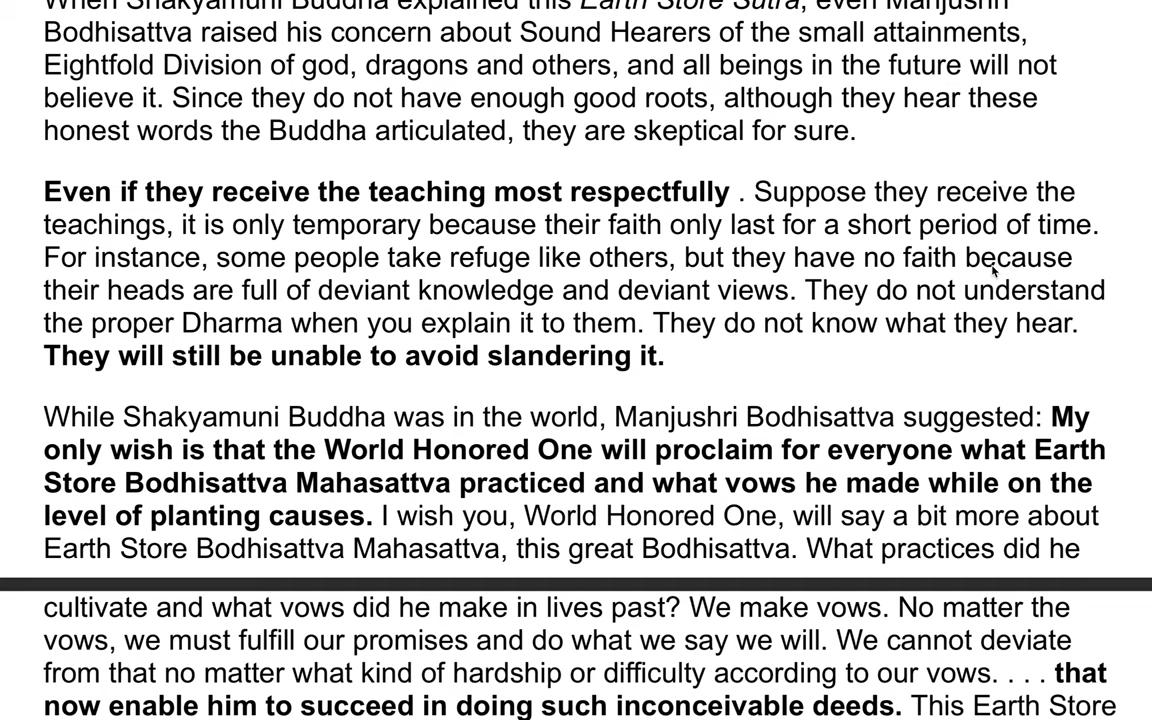 When Shakyamuni Buddha explained this Earth Store Sutra, even Manjushri
Bodhisattva raised his concern about Sound Hearers of the small attainments,
Eightfold Division of god, dragons and others, and all beings in the future will not
believe it. Since they do not have enough good roots, although they hear these
honest words the Buddha articulated, they are skeptical for sure.
Even if they receive the teaching most respectfully . Suppose they receive the
teachings, it is only temporary because their faith only last for a short period of time.
For instance, some people take refuge like others, but they have no faith because
their heads are full of deviant knowledge and deviant views. They do not understand
the proper Dharma when you explain it to them. They do not know what they hear.
They will still be unable to avoid slandering it.
While Shakyamuni Buddha was in the world, Manjushri Bodhisattva suggested: My
only wish is that the World Honored One will proclaim for everyone what Earth
Store Bodhisattva Mahasattva practiced and what vows he made while on the
level of planting causes. I wish you, World Honored One, will say a bit more about
Earth Store Bodhisattva Mahasattva, this great Bodhisattva. What practices did he
cultivate and what vows did he make in lives past? We make vows. No matter the
vows, we must fulfill our promises and do what we say we will. We cannot deviate
from that no matter what kind of hardship or difficulty according to our vows. . . . that
now enable him to succeed in doing such inconceivable deeds. This Earth Store